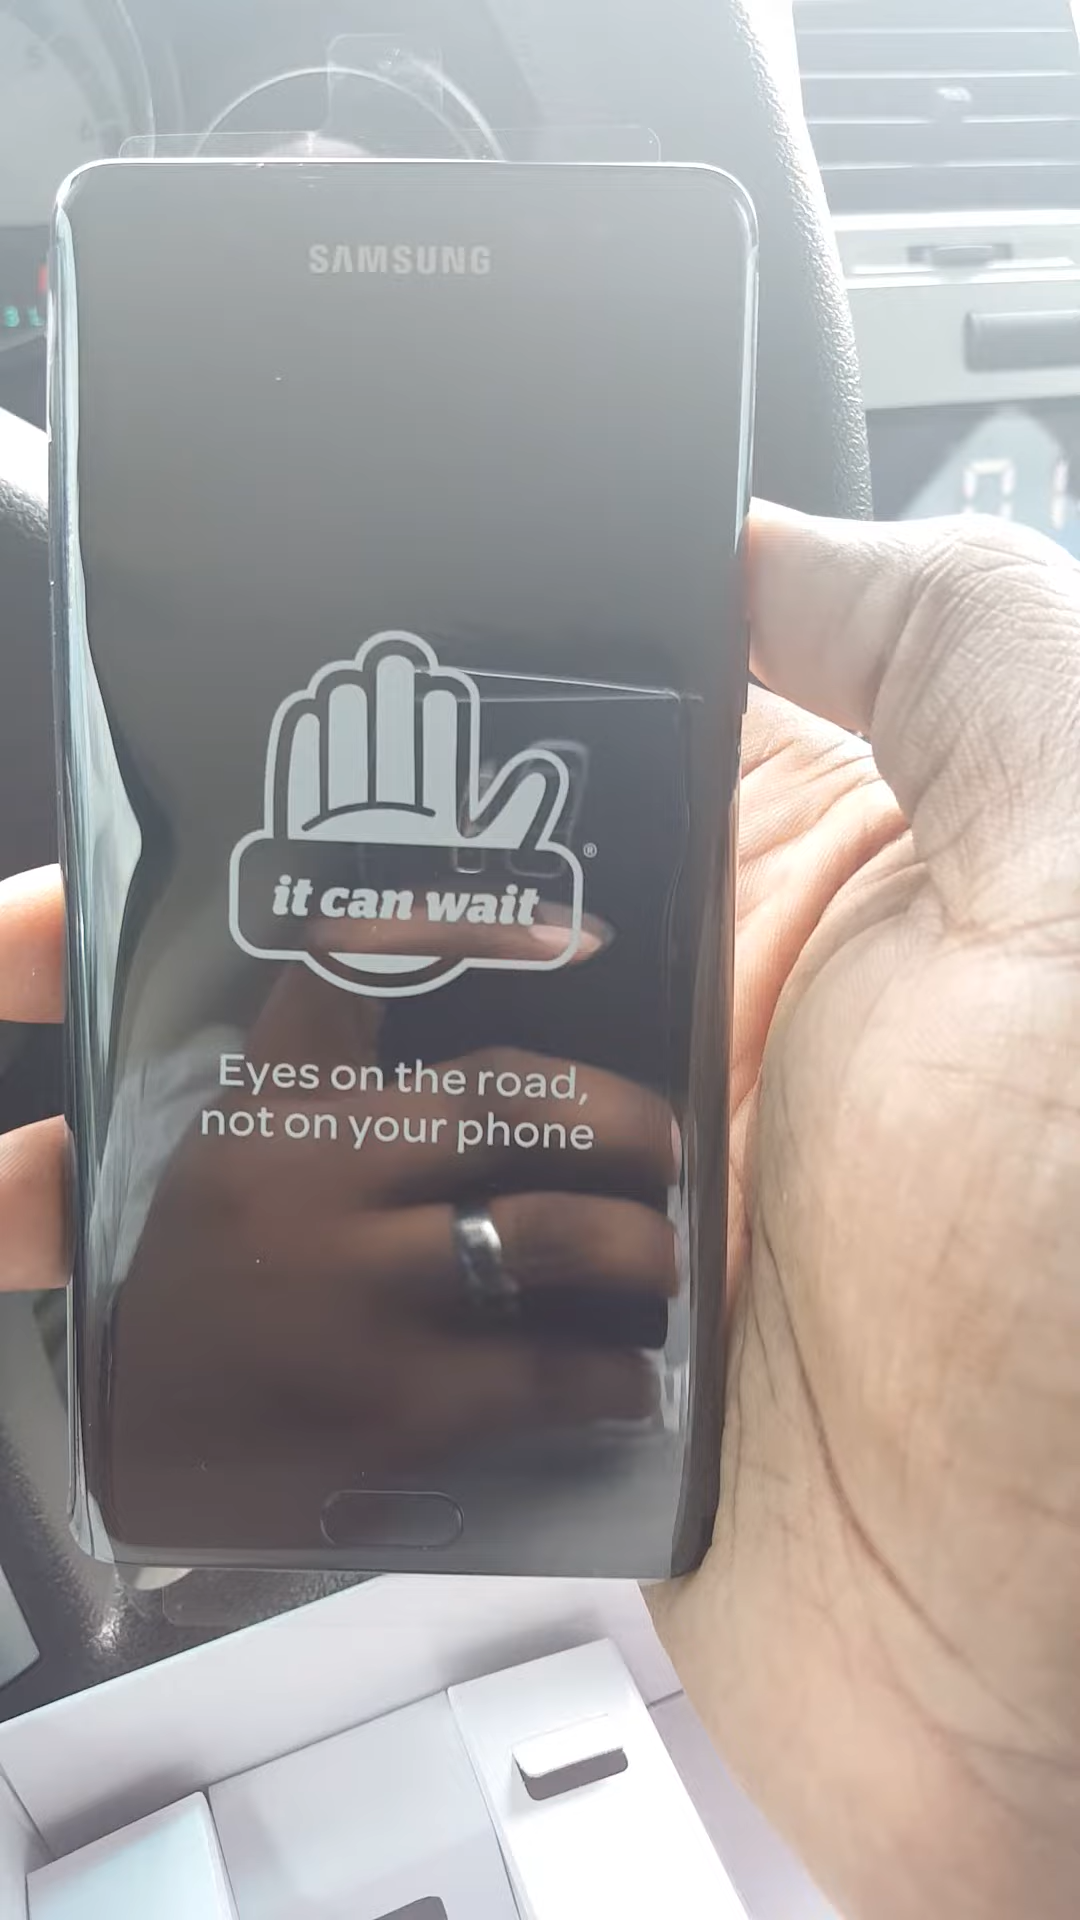 SAMSUNG
it can wait
®
Eyes on the road,
not on your phone